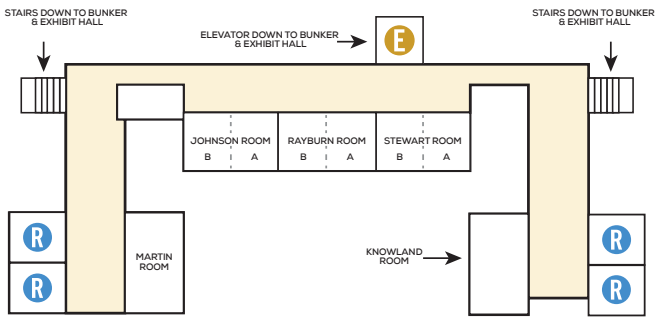 STAIRS DOWN TO BUNKER
& EXHIBIT HALL
ELEVATOR DOWN TO BUNKER
& EXHIBIT HALL
E
STAIRS DOWN TO BUNKER
& EXHIBIT HALL
JOHNSON ROOM
B A
RAYBURN ROOM
B A
STEWART ROOM
B A
R
R
MARTIN
ROOM
KNOWLAND
ROOM
R
R